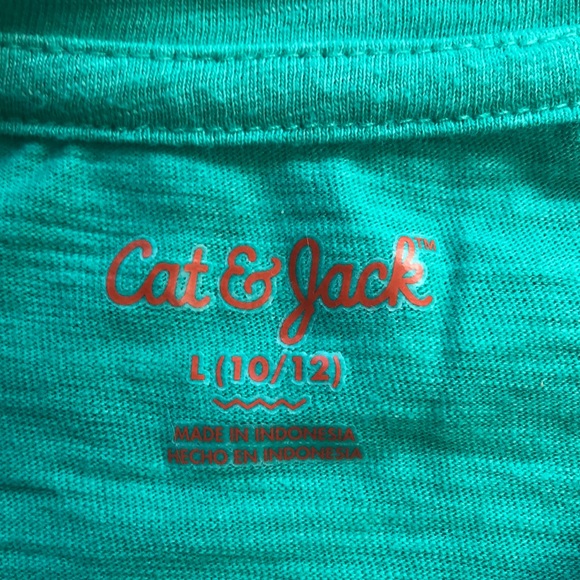 Cat & Jack™
L (10/12)
MADE IN INDONESIA
HECHO EN INDONESIA